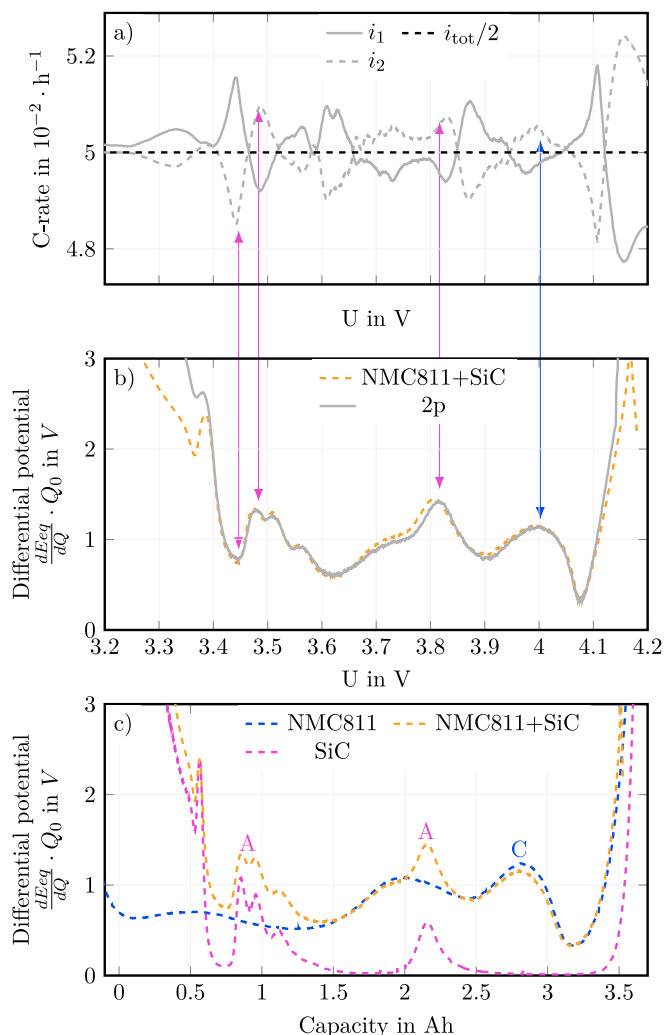 a)
i₁
i_tot/2
i₂
C-rate in 10⁻² · h⁻¹
5.2
5
4.8
U in V
b)
NMC811+SiC
2p
Differential potential
dEeq/dQ · Q₀ in V
3
2
1
0
3.2 3.3 3.4 3.5 3.6 3.7 3.8 3.9 4 4.1 4.2
U in V
c)
NMC811
NMC811+SiC
SiC
Differential potential
dEeq/dQ · Q₀ in V
3
2
1
0
A
A
C
0 0.5 1 1.5 2 2.5 3 3.5
Capacity in Ah